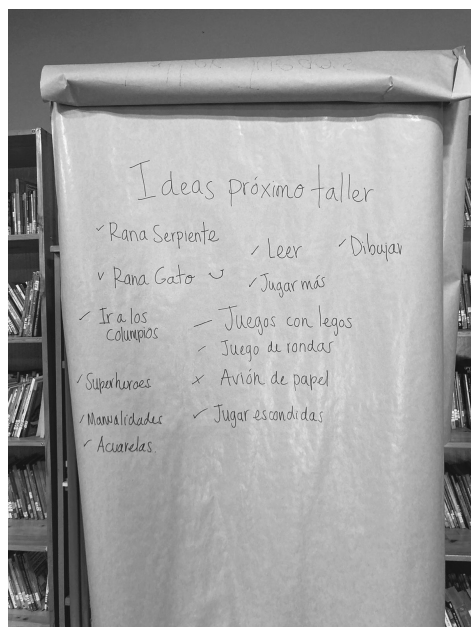 Ideas próximo taller
✓ Rana Serpiente
✓ Leer
✓ Dibujar
✓ Rana Gato
✓ Jugar más
✓ Ir a los
columpios
– Juegos con legos
– Juego de rondas
✓ Superheroes
x Avión de papel
✓ Manualidades
✓ Jugar escondidas
✓ Acuarelas